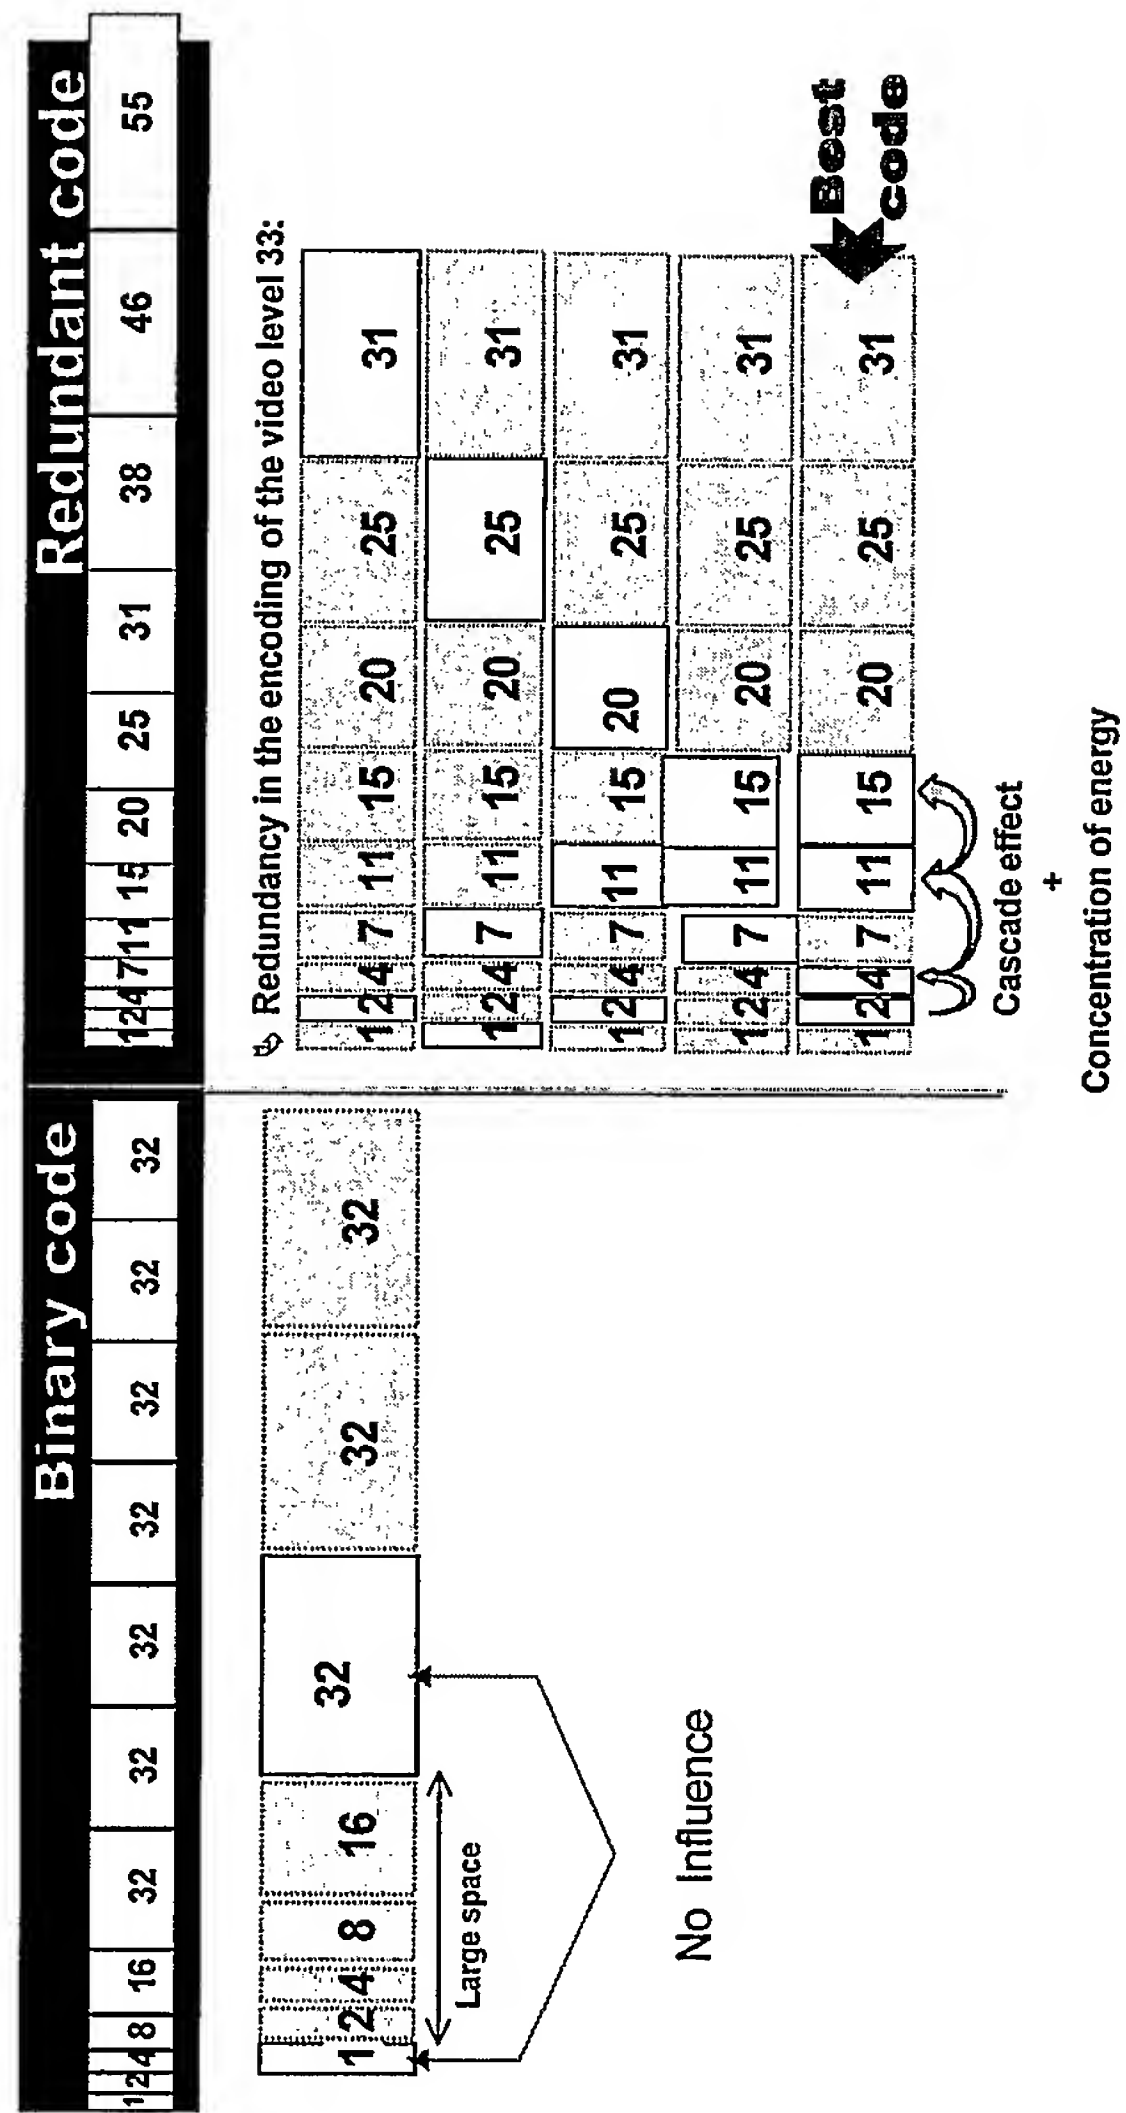 Binary code
1 2 4 8 16 32 32 32 32 32 32 32
1 2 4 8 16 32 32 32
Large space
No Influence
Redundant code
1 2 4 7 11 15 20 25 31 38 46 55
Redundancy in the encoding of the video level 33:
1 2 4 7 11 15 20 25 31
1 2 4 7 11 15 20 25 31
1 2 4 7 11 15 20 25 31
1 2 4 7 11 15 20 25 31
1 2 4 7 11 15 20 25 31
Best
code
Cascade effect
+
Concentration of energy